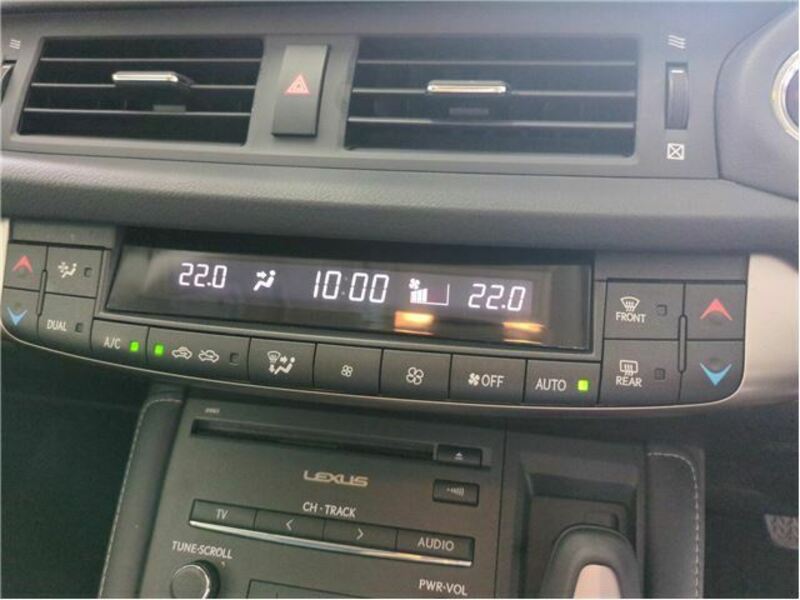 22.0 10:00 22.0
FRONT
DUAL
A/C OFF AUTO REAR
LEXUS
CH · TRACK
TV AUDIO
TUNE·SCROLL
PWR·VOL